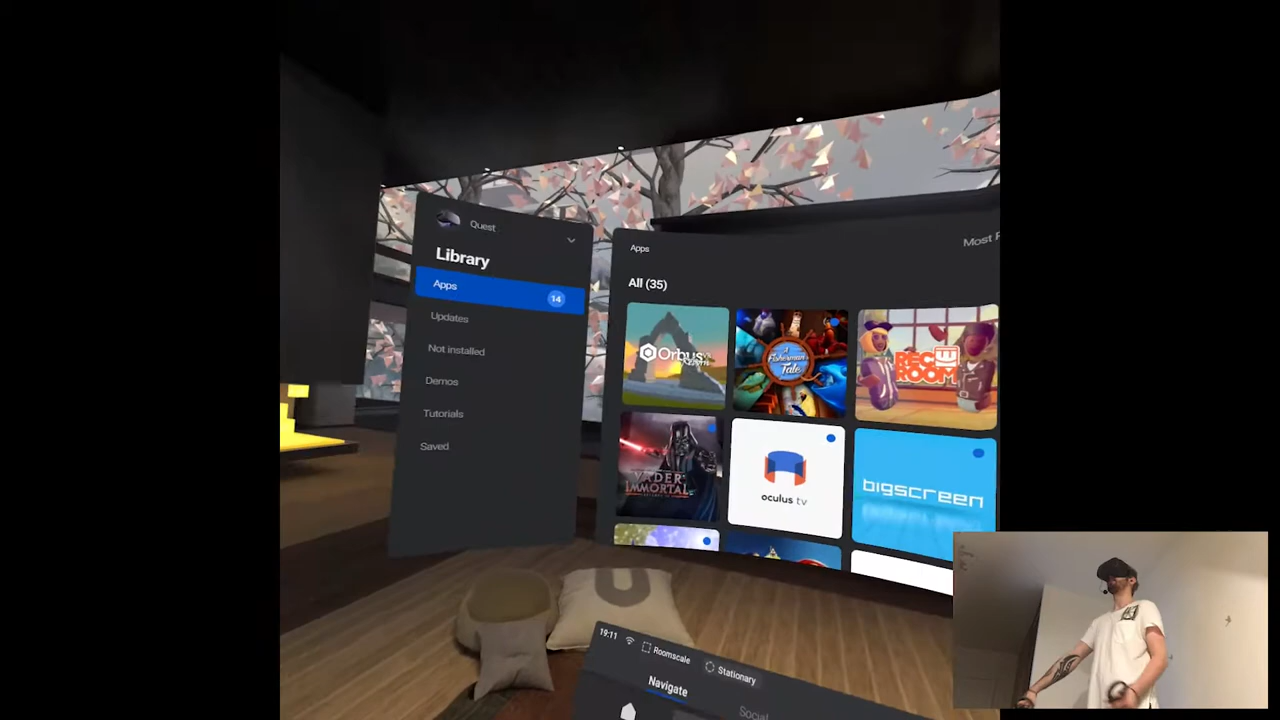 Quest
Library
Apps
14
Updates
Not installed
Demos
Tutorials
Saved
Apps
Most
All (35)
Orbus
A
Fisherman's
Tale
REC
ROOM
VADER
IMMORTAL
oculus tv
bigscreen
19:11
Roomscale
Stationary
Navigate
Social